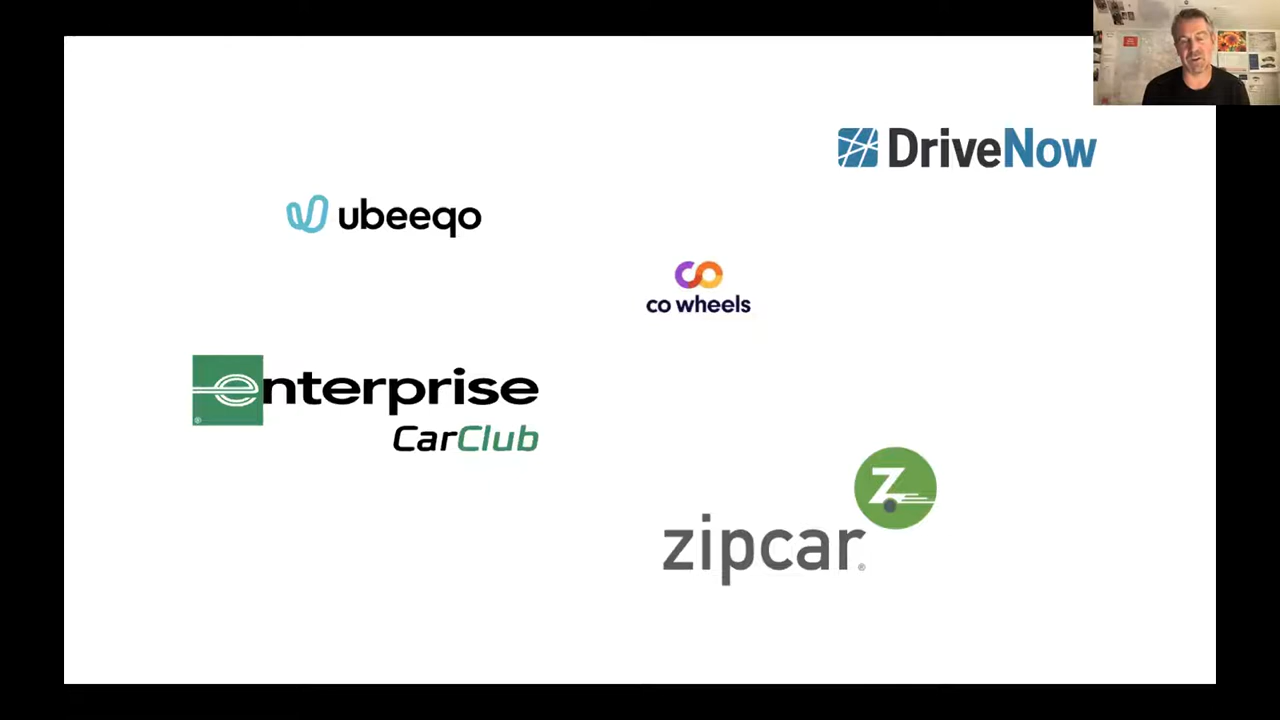 DriveNow
ubeeqo
co wheels
enterprise
CarClub
zipcar